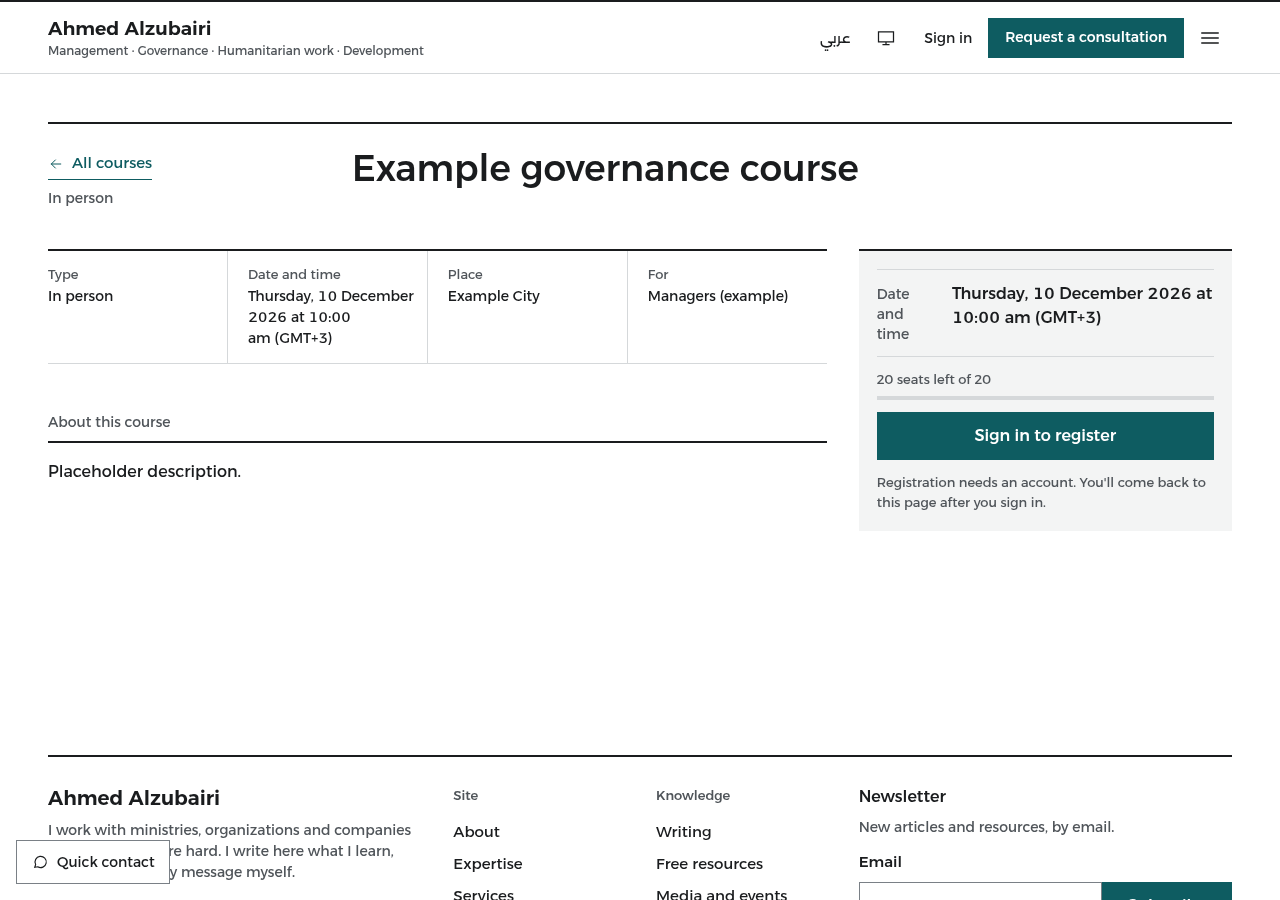 Ahmed Alzubairi
Management · Governance · Humanitarian work · Development
عربي
Sign in
Request a consultation
All courses
In person
Example governance course
Type
In person
Date and time
Thursday, 10 December
2026 at 10:00
am (GMT+3)
Place
Example City
For
Managers (example)
Date
and
time
Thursday, 10 December 2026 at
10:00 am (GMT+3)
20 seats left of 20
Sign in to register
Registration needs an account. You'll come back to
this page after you sign in.
About this course
Placeholder description.
Ahmed Alzubairi
I work with ministries, organizations and companies
re hard. I write here what I learn,
y message myself.
Quick contact
Site
About
Expertise
Services
Knowledge
Writing
Free resources
Media and events
Newsletter
New articles and resources, by email.
Email